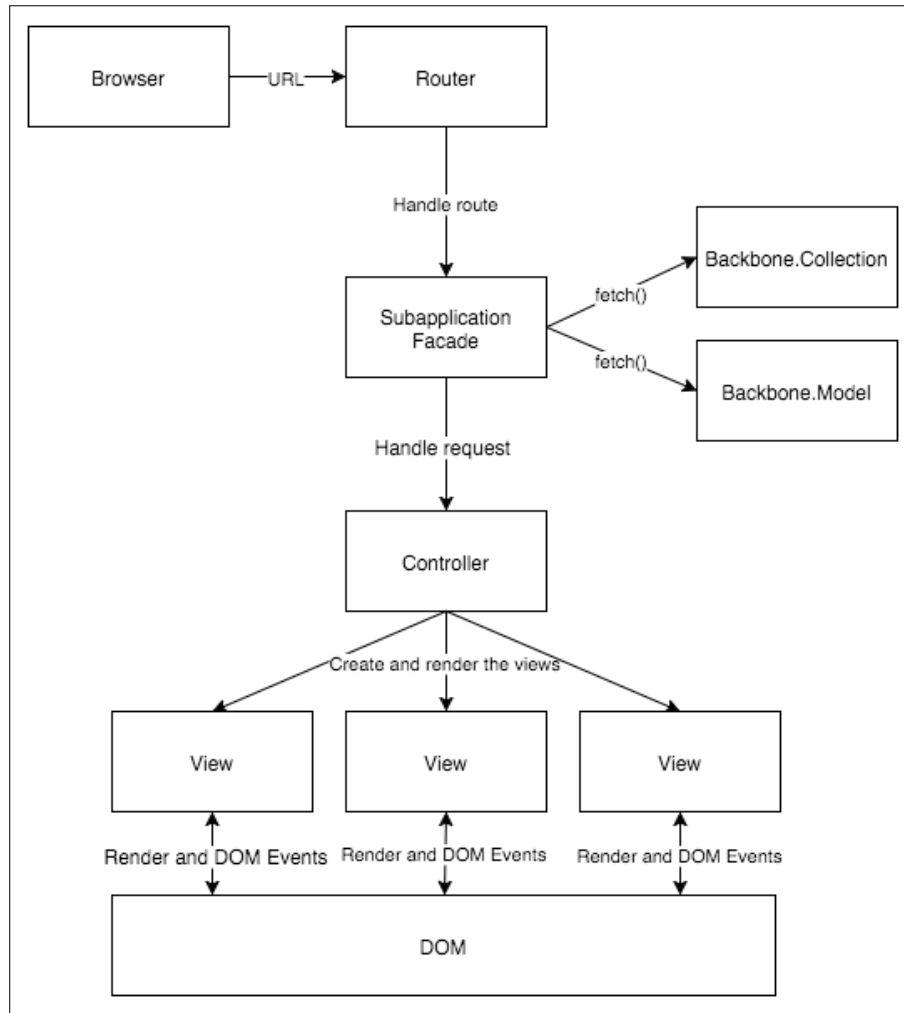 Browser
URL
Router
Handle route
Backbone.Collection
fetch()
Subapplication
Facade
fetch()
Backbone.Model
Handle request
Controller
Create and render the views
View
View
View
Render and DOM Events
Render and DOM Events
Render and DOM Events
DOM